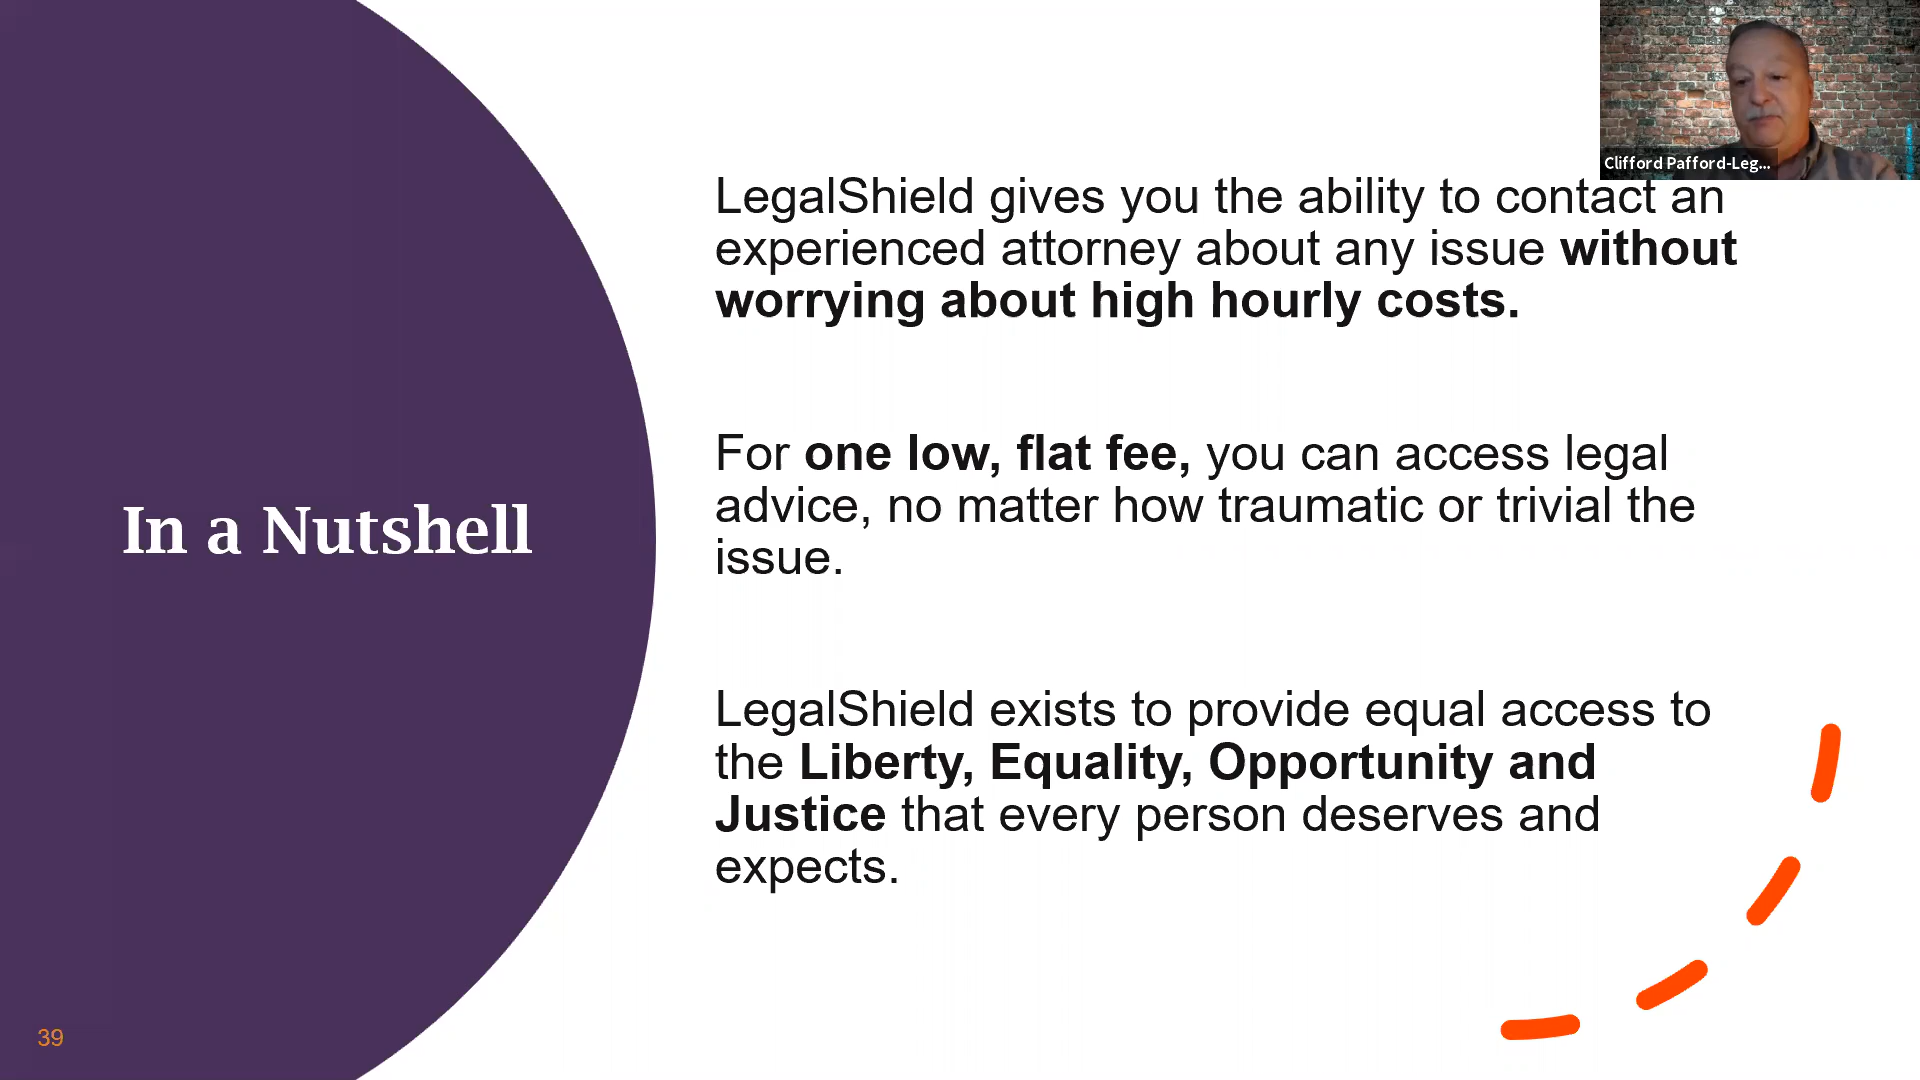 Clifford Pafford-Leg...
LegalShield gives you the ability to contact an
experienced attorney about any issue without
worrying about high hourly costs.
For one low, flat fee, you can access legal
advice, no matter how traumatic or trivial the
issue.
In a Nutshell
LegalShield exists to provide equal access to
the Liberty, Equality, Opportunity and
Justice that every person deserves and
expects.
39